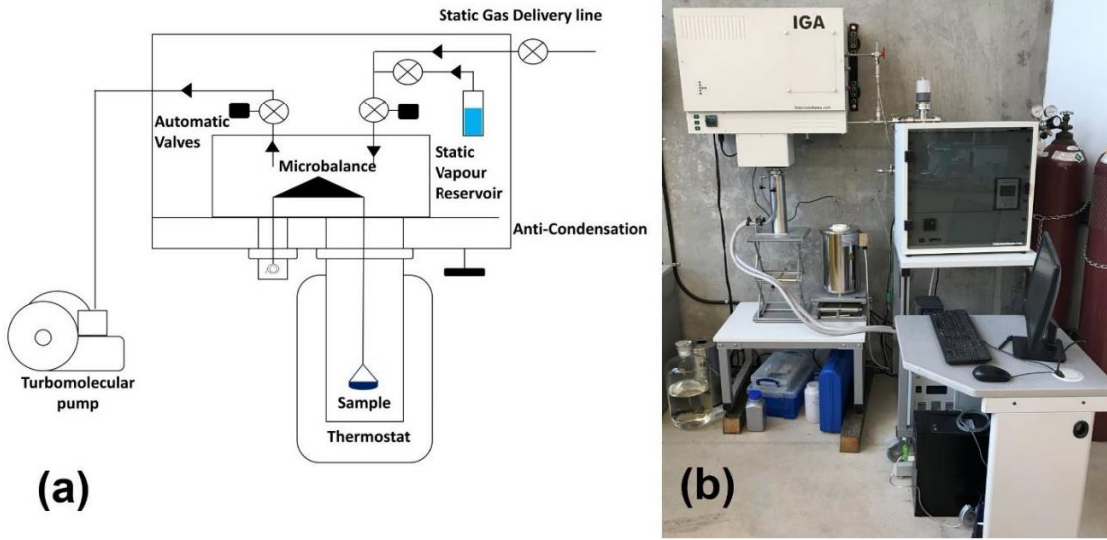 Static Gas Delivery line
Automatic
Valves
Microbalance
Static
Vapour
Reservoir
Anti-Condensation
Turbomolecular
pump
Sample
Thermostat
(a)
IGA
(b)